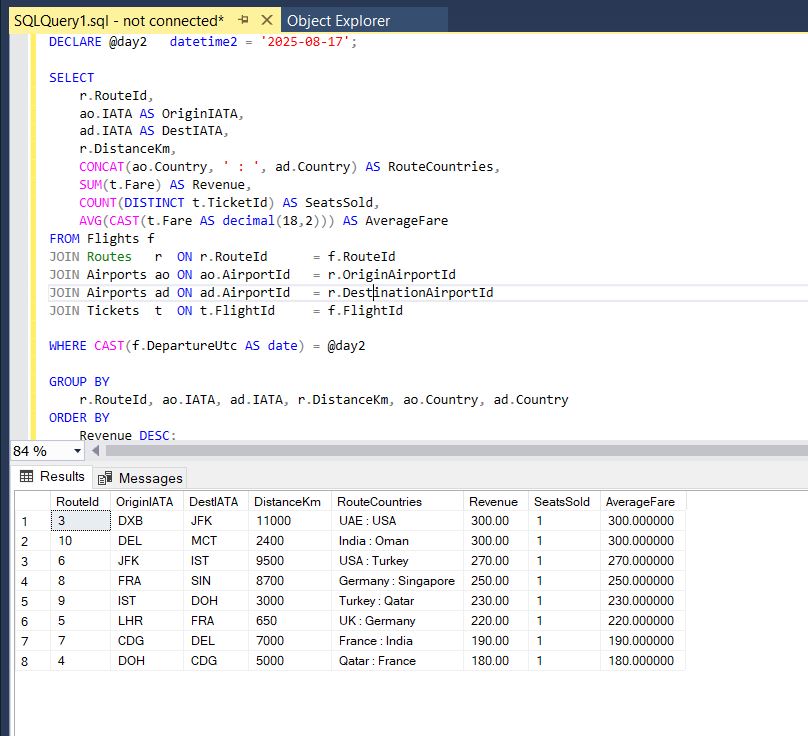 SQLQuery1.sql - not connected* Object Explorer
DECLARE @day2 datetime2 = '2025-08-17';
SELECT
r.RouteId,
ao.IATA AS OriginIATA,
ad.IATA AS DestIATA,
r.DistanceKm,
CONCAT(ao.Country, ' : ', ad.Country) AS RouteCountries,
SUM(t.Fare) AS Revenue,
COUNT(DISTINCT t.TicketId) AS SeatsSold,
AVG(CAST(t.Fare AS decimal(18,2))) AS AverageFare
FROM Flights f
JOIN Routes r ON r.RouteId = f.RouteId
JOIN Airports ao ON ao.AirportId = r.OriginAirportId
JOIN Airports ad ON ad.AirportId = r.DestinationAirportId
JOIN Tickets t ON t.FlightId = f.FlightId
WHERE CAST(f.DepartureUtc AS date) = @day2
GROUP BY
r.RouteId, ao.IATA, ad.IATA, r.DistanceKm, ao.Country, ad.Country
ORDER BY
Revenue DESC;
84 %
Results Messages
RouteId OriginIATA DestIATA DistanceKm RouteCountries Revenue SeatsSold AverageFare
1 3 DXB JFK 11000 UAE : USA 300.00 1 300.000000
2 10 DEL MCT 2400 India : Oman 300.00 1 300.000000
3 6 JFK IST 9500 USA : Turkey 270.00 1 270.000000
4 8 FRA SIN 8700 Germany : Singapore 250.00 1 250.000000
5 9 IST DOH 3000 Turkey : Qatar 230.00 1 230.000000
6 5 LHR FRA 650 UK : Germany 220.00 1 220.000000
7 7 CDG DEL 7000 France : India 190.00 1 190.000000
8 4 DOH CDG 5000 Qatar : France 180.00 1 180.000000